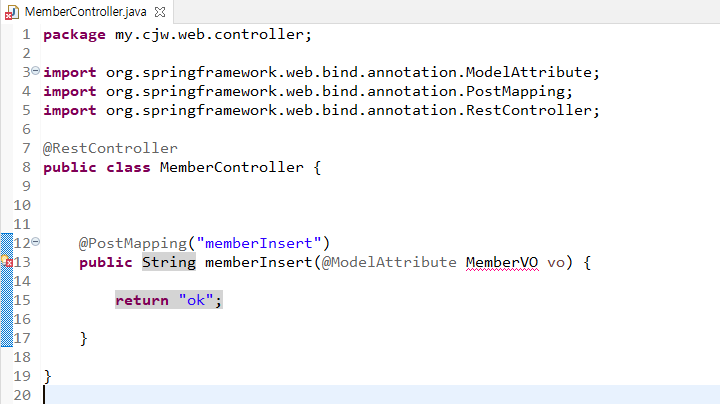 MemberController.java
1 package my.cjw.web.controller;
2
3 import org.springframework.web.bind.annotation.ModelAttribute;
4 import org.springframework.web.bind.annotation.PostMapping;
5 import org.springframework.web.bind.annotation.RestController;
6
7 @RestController
8 public class MemberController {
9
10
11
12     @PostMapping("memberInsert")
13     public String memberInsert(@ModelAttribute MemberVO vo) {
14
15         return "ok";
16
17     }
18
19 }
20